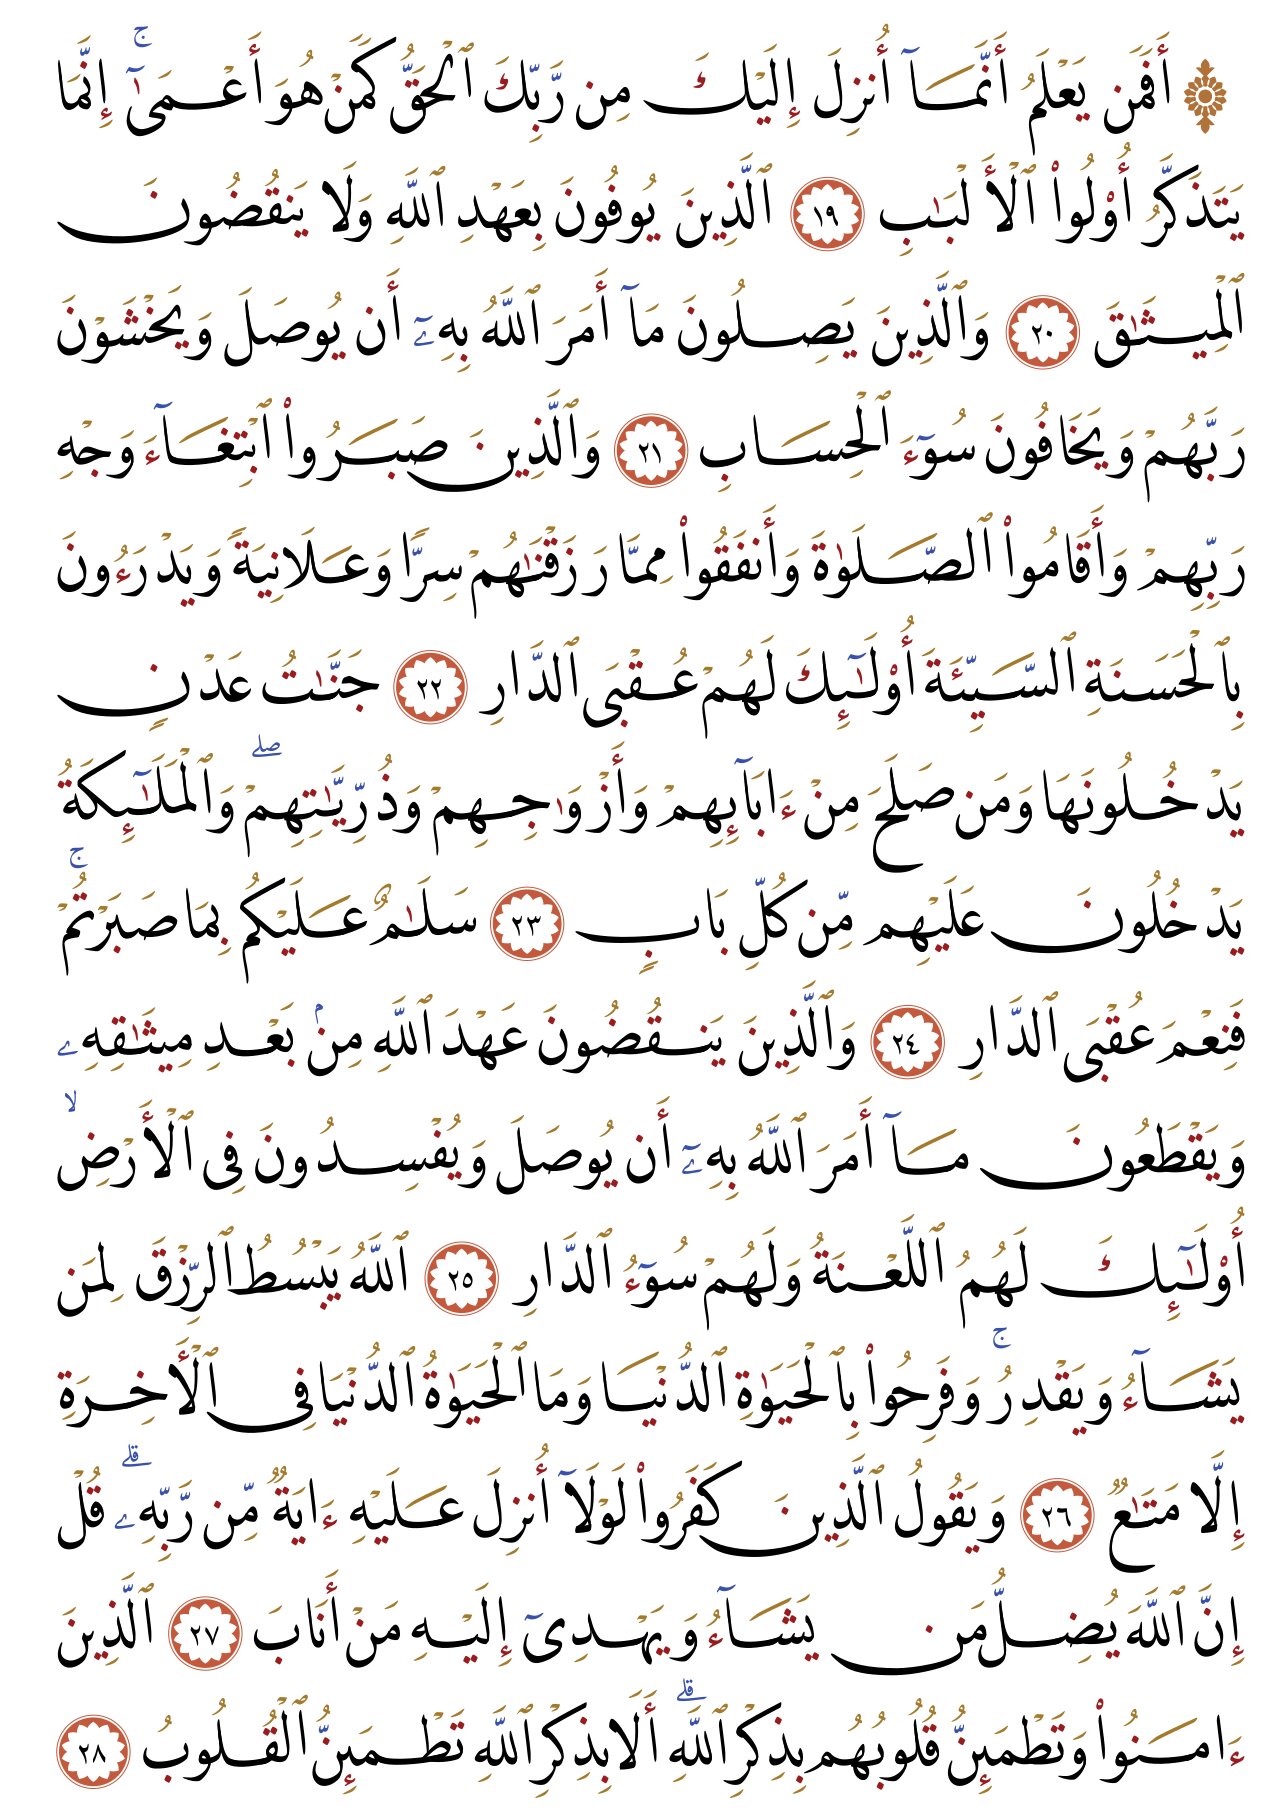 ۞ أَفَمَن يَعْلَمُ أَنَّمَآ أُنزِلَ إِلَيْكَ مِن رَّبِّكَ ٱلْحَقُّ كَمَنْ هُوَ أَعْمَىٰٓ ۚ إِنَّمَا
يَتَذَكَّرُ أُو۟لُوا۟ ٱلْأَلْبَـٰبِ ١٩ ٱلَّذِينَ يُوفُونَ بِعَهْدِ ٱللَّهِ وَلَا يَنقُضُونَ
ٱلْمِيثَـٰقَ ٢٠ وَٱلَّذِينَ يَصِلُونَ مَآ أَمَرَ ٱللَّهُ بِهِۦٓ أَن يُوصَلَ وَيَخْشَوْنَ
رَبَّهُمْ وَيَخَافُونَ سُوٓءَ ٱلْحِسَابِ ٢١ وَٱلَّذِينَ صَبَرُوا۟ ٱبْتِغَآءَ وَجْهِ
رَبِّهِمْ وَأَقَامُوا۟ ٱلصَّلَوٰةَ وَأَنفَقُوا۟ مِمَّا رَزَقْنَـٰهُمْ سِرًّا وَعَلَانِيَةً وَيَدْرَءُونَ
بِٱلْحَسَنَةِ ٱلسَّيِّئَةَ أُو۟لَـٰٓئِكَ لَهُمْ عُقْبَى ٱلدَّارِ ٢٢ جَنَّـٰتُ عَدْنٍ
يَدْخُلُونَهَا وَمَن صَلَحَ مِنْ ءَابَآئِهِمْ وَأَزْوَٰجِهِمْ وَذُرِّيَّـٰتِهِمْ ۖ وَٱلْمَلَـٰٓئِكَةُ
يَدْخُلُونَ عَلَيْهِم مِّن كُلِّ بَابٍ ٢٣ سَلَـٰمٌ عَلَيْكُم بِمَا صَبَرْتُمْ ۚ
فَنِعْمَ عُقْبَى ٱلدَّارِ ٢٤ وَٱلَّذِينَ يَنقُضُونَ عَهْدَ ٱللَّهِ مِنۢ بَعْدِ مِيثَـٰقِهِۦ
وَيَقْطَعُونَ مَآ أَمَرَ ٱللَّهُ بِهِۦٓ أَن يُوصَلَ وَيُفْسِدُونَ فِى ٱلْأَرْضِ ۙ
أُو۟لَـٰٓئِكَ لَهُمُ ٱللَّعْنَةُ وَلَهُمْ سُوٓءُ ٱلدَّارِ ٢٥ ٱللَّهُ يَبْسُطُ ٱلرِّزْقَ لِمَن
يَشَآءُ وَيَقْدِرُ ۚ وَفَرِحُوا۟ بِٱلْحَيَوٰةِ ٱلدُّنْيَا وَمَا ٱلْحَيَوٰةُ ٱلدُّنْيَا فِى ٱلْأَخِرَةِ
إِلَّا مَتَـٰعٌ ٢٦ وَيَقُولُ ٱلَّذِينَ كَفَرُوا۟ لَوْلَآ أُنزِلَ عَلَيْهِ ءَايَةٌ مِّن رَّبِّهِۦ ۗ قُلْ
إِنَّ ٱللَّهَ يُضِلُّ مَن يَشَآءُ وَيَهْدِىٓ إِلَيْهِ مَنْ أَنَابَ ٢٧ ٱلَّذِينَ
ءَامَنُوا۟ وَتَطْمَئِنُّ قُلُوبُهُم بِذِكْرِ ٱللَّهِ ۗ أَلَا بِذِكْرِ ٱللَّهِ تَطْمَئِنُّ ٱلْقُلُوبُ ٢٨